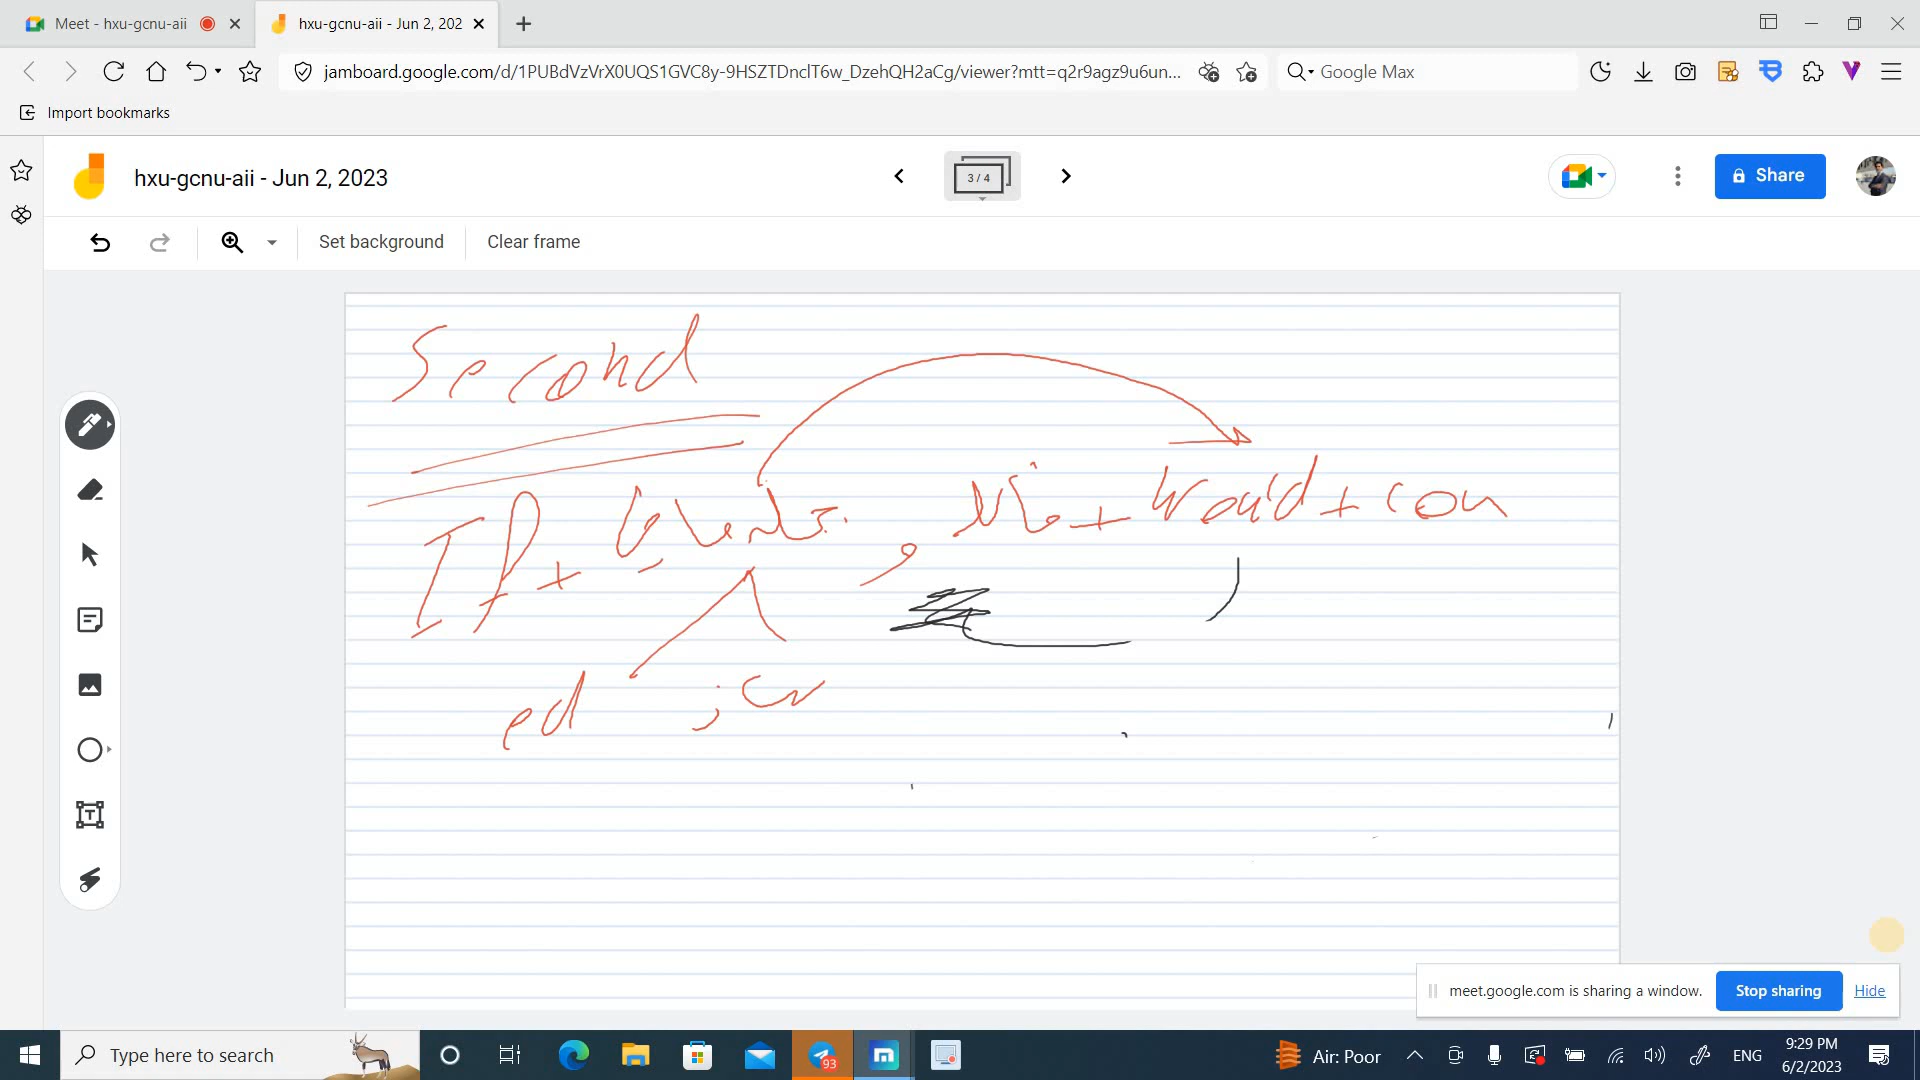 Meet - hxu-gcnu-aii
hxu-gcnu-aii - Jun 2, 202
jamboard.google.com/d/1PUBdVzVrX0UQS1GVC8y-9HSZTDnclT6w_DzehQH2aCg/viewer?mtt=q2r9agz9u6un...
Google Max
Import bookmarks
hxu-gcnu-aii - Jun 2, 2023
3 / 4
Share
Set background
Clear frame
Second
If +
, + would + con
ed
meet.google.com is sharing a window.
Stop sharing
Hide
Type here to search
93
Air: Poor
ENG
9:29 PM
6/2/2023